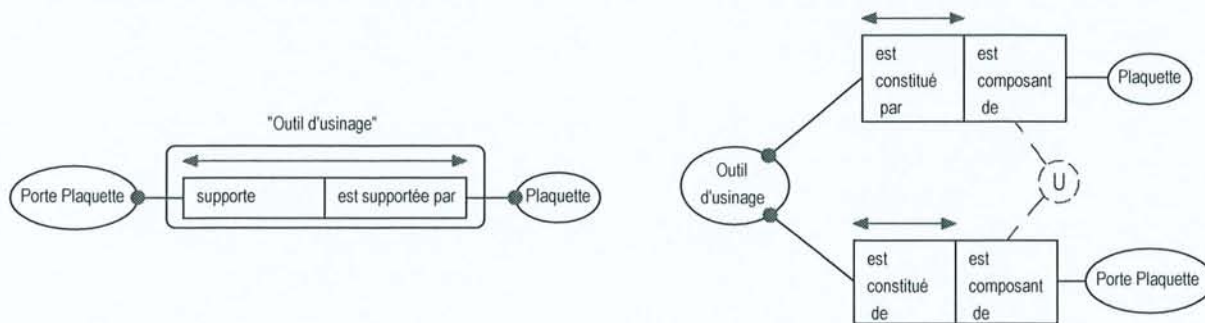 "Outil d'usinage"
Porte Plaquette
supporte
est supportée par
Plaquette
Outil
d'usinage
est
constitué
par
est
composant
de
Plaquette
U
est
constitué
de
est
composant
de
Porte Plaquette